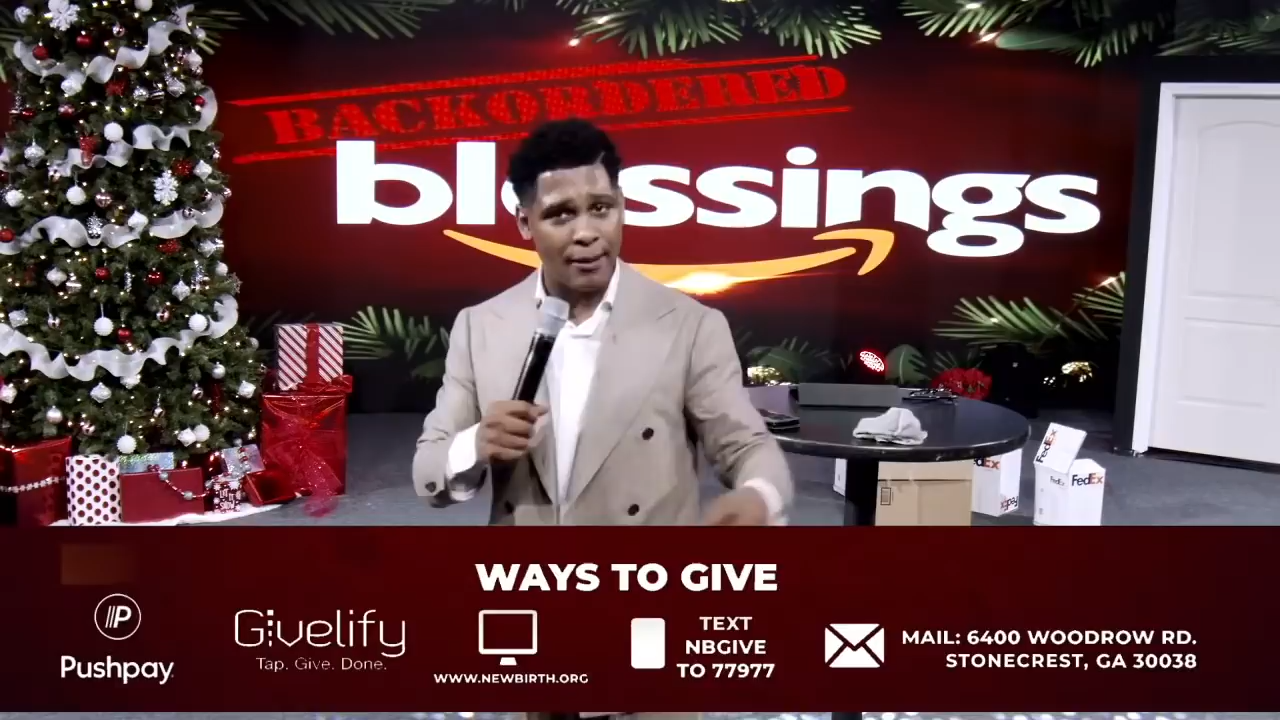 BACKORDERED
blessings
FedEx
FedEx
FedEx
WAYS TO GIVE
Pushpay
Givelify
Tap. Give. Done.
WWW.NEWBIRTH.ORG
TEXT
NBGIVE
TO 77977
MAIL: 6400 WOODROW RD.
STONECREST, GA 30038